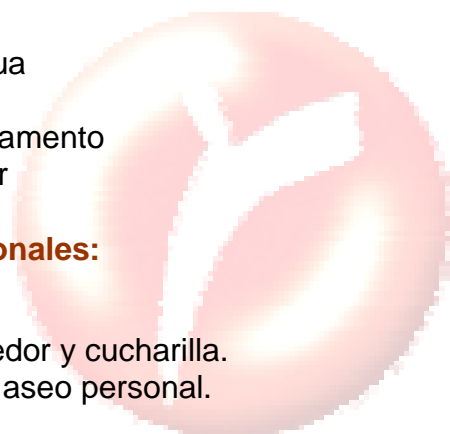 ua
amento
r
onales:
edor y cucharilla.
aseo personal.